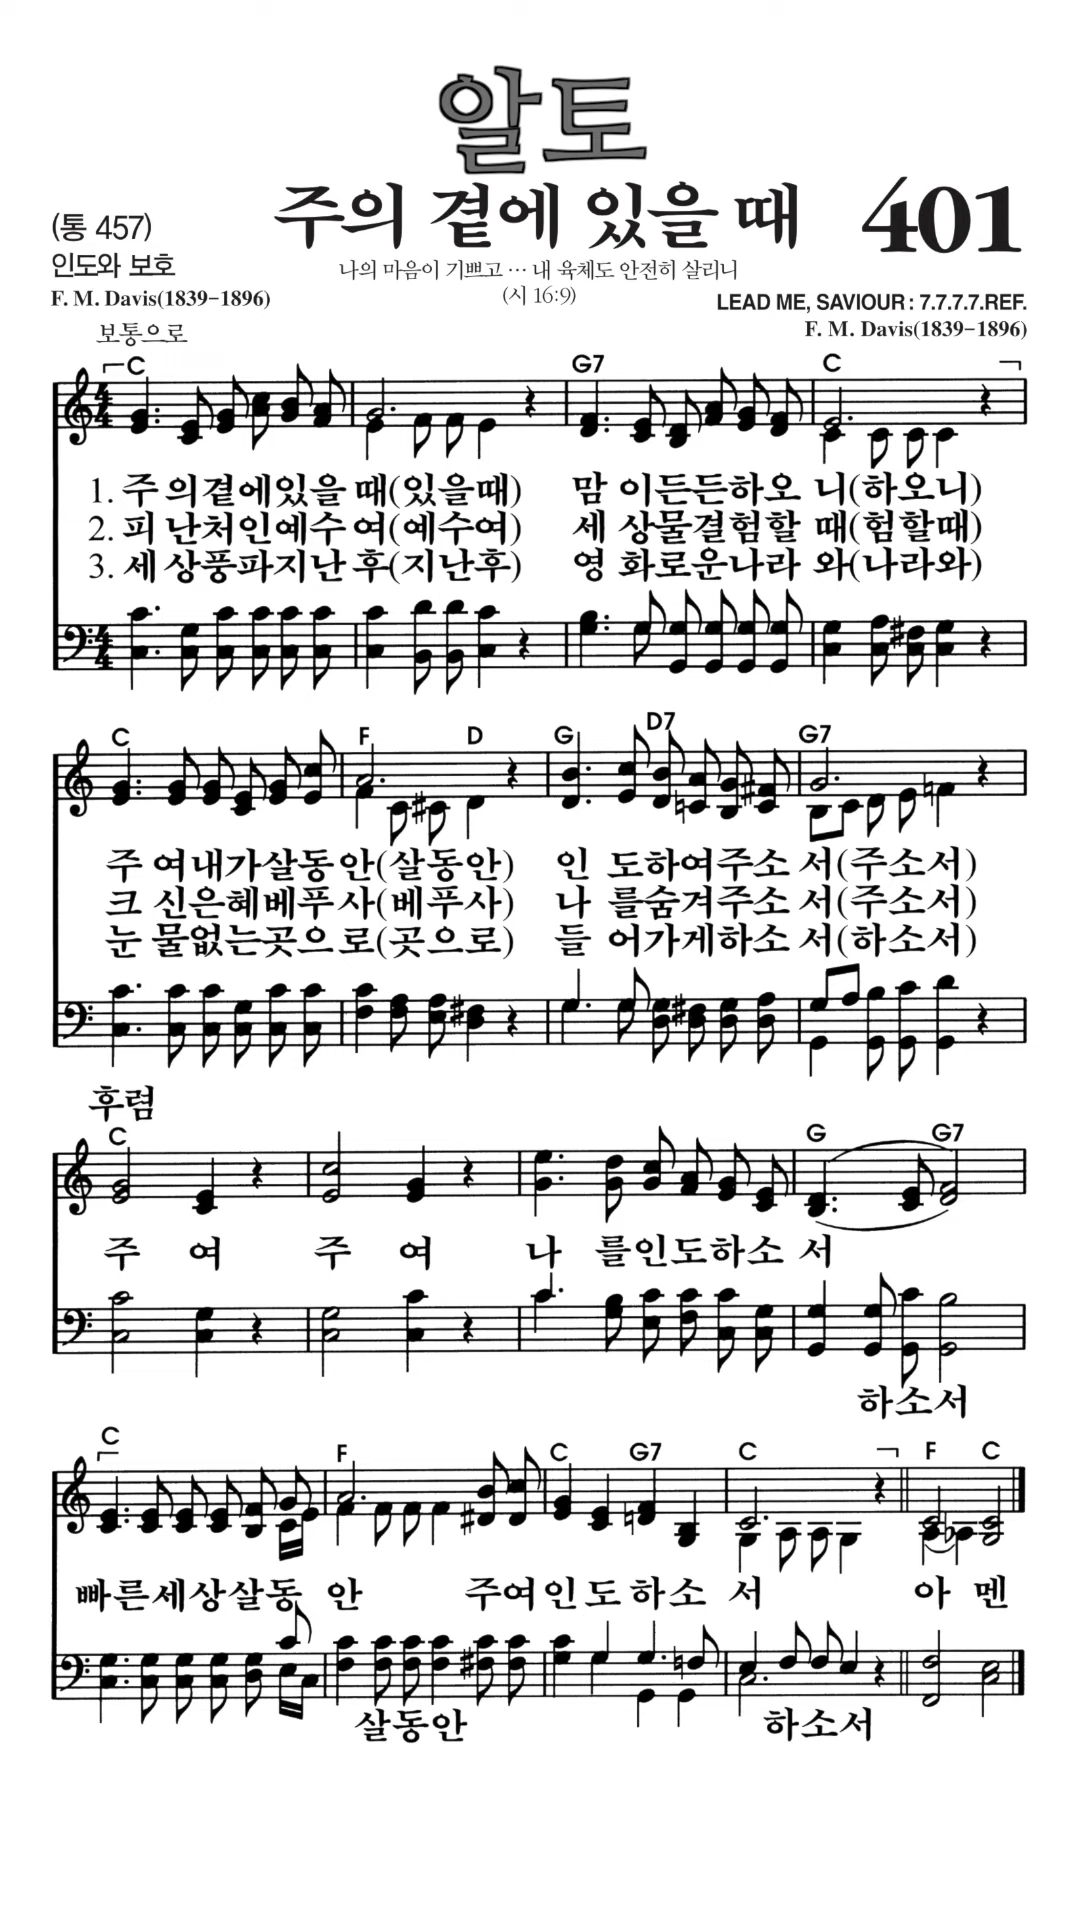 알토
주의 곁에 있을 때 401
(통 457)
인도와 보호
나의 마음이 기쁘고 … 내 육체도 안전히 살리니
(시 16:9)
F. M. Davis(1839-1896)
LEAD ME, SAVIOUR : 7.7.7.7.REF.
F. M. Davis(1839-1896)
보통으로
C G7 C
4 4
1. 주 의곁에있을 때(있을때) 맘 이든든하오 니(하오니)
2. 피 난처인예수 여(예수여) 세 상물결험할 때(험할때)
3. 세 상풍파지난 후(지난후) 영 화로운나라 와(나라와)
4 4
C F D G D7 G7
주 여내가살동 안(살동안) 인 도하여주소 서(주소서)
크 신은혜베푸 사(베푸사) 나 를숨겨주소 서(주소서)
눈 물없는곳으 로(곳으로) 들 어가게하소 서(하소서)
후렴
C G G7
주 여 주 여 나 를인도하소 서
하소서
C F C G7 C F C
빠른세상살동 안 주여인도하소 서 아 멘
살동안 하소서